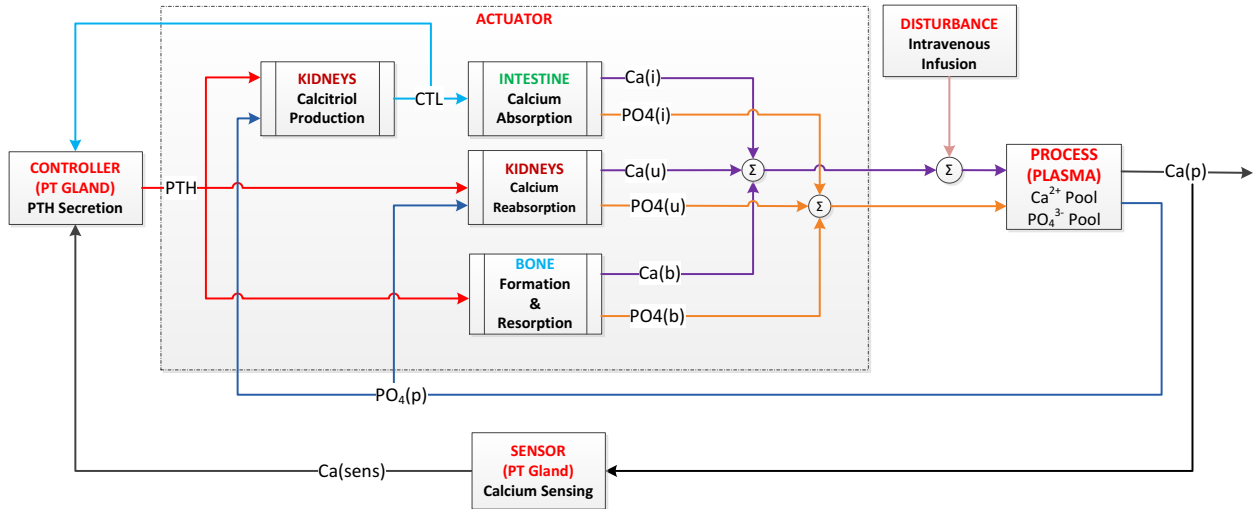 ACTUATOR
DISTURBANCE
Intravenous
Infusion
KIDNEYS
Calcitriol
Production
CTL
INTESTINE
Calcium
Absorption
Ca(i)
PO4(i)
CONTROLLER
(PT GLAND)
PTH Secretion
PTH
KIDNEYS
Calcium
Reabsorption
Ca(u)
PO4(u)
Σ
Σ
Σ
PROCESS
(PLASMA)
Ca²⁺ Pool
PO₄³⁻ Pool
Ca(p)
BONE
Formation
&
Resorption
Ca(b)
PO4(b)
PO₄(p)
SENSOR
(PT Gland)
Calcium Sensing
Ca(sens)